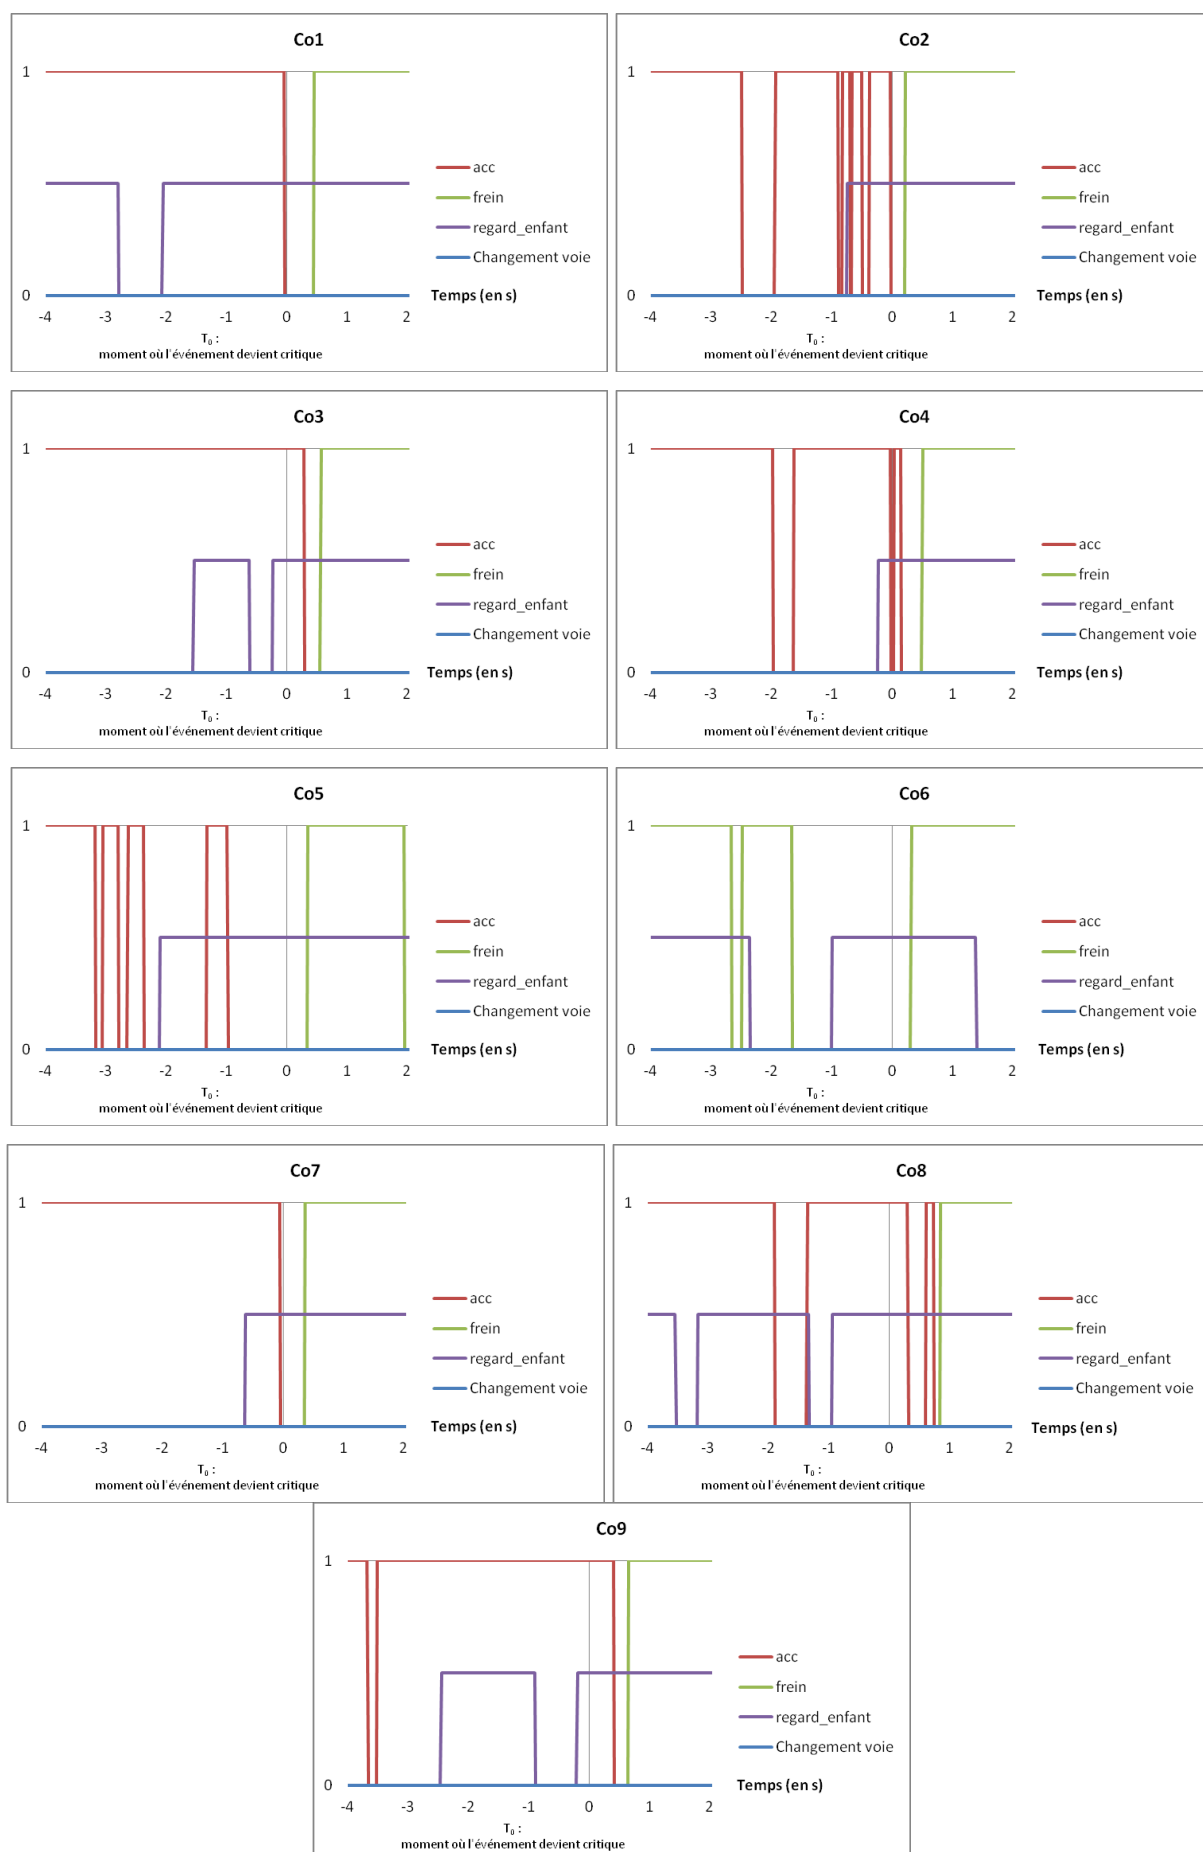 Co1
1
acc
frein
regard_enfant
Changement voie
0
Temps (en s)
-4 -3 -2 -1 0 1 2
T₀ :
moment où l'événement devient critique
Co2
1
acc
frein
regard_enfant
Changement voie
0
Temps (en s)
-4 -3 -2 -1 0 1 2
T₀ :
moment où l'événement devient critique
Co3
1
acc
frein
regard_enfant
Changement voie
0
Temps (en s)
-4 -3 -2 -1 0 1 2
T₀ :
moment où l'événement devient critique
Co4
1
acc
frein
regard_enfant
Changement voie
0
Temps (en s)
-4 -3 -2 -1 0 1 2
T₀ :
moment où l'événement devient critique
Co5
1
acc
frein
regard_enfant
Changement voie
0
Temps (en s)
-4 -3 -2 -1 0 1 2
T₀ :
moment où l'événement devient critique
Co6
1
acc
frein
regard_enfant
Changement voie
0
Temps (en s)
-4 -3 -2 -1 0 1 2
T₀ :
moment où l'événement devient critique
Co7
1
acc
frein
regard_enfant
Changement voie
0
Temps (en s)
-4 -3 -2 -1 0 1 2
T₀ :
moment où l'événement devient critique
Co8
1
acc
frein
regard_enfant
Changement voie
0
Temps (en s)
-4 -3 -2 -1 0 1 2
T₀ :
moment où l'événement devient critique
Co9
1
acc
frein
regard_enfant
Changement voie
0
Temps (en s)
-4 -3 -2 -1 0 1 2
T₀ :
moment où l'événement devient critique